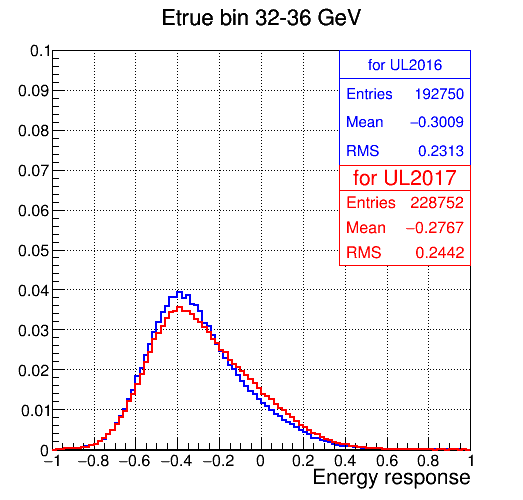 Etrue bin 32-36 GeV
for UL2016
Entries 192750
Mean −0.3009
RMS 0.2313
for UL2017
Entries 228752
Mean −0.2767
RMS 0.2442
0.1
0.09
0.08
0.07
0.06
0.05
0.04
0.03
0.02
0.01
0
−1 −0.8 −0.6 −0.4 −0.2 0 0.2 0.4 0.6 0.8 1
Energy response